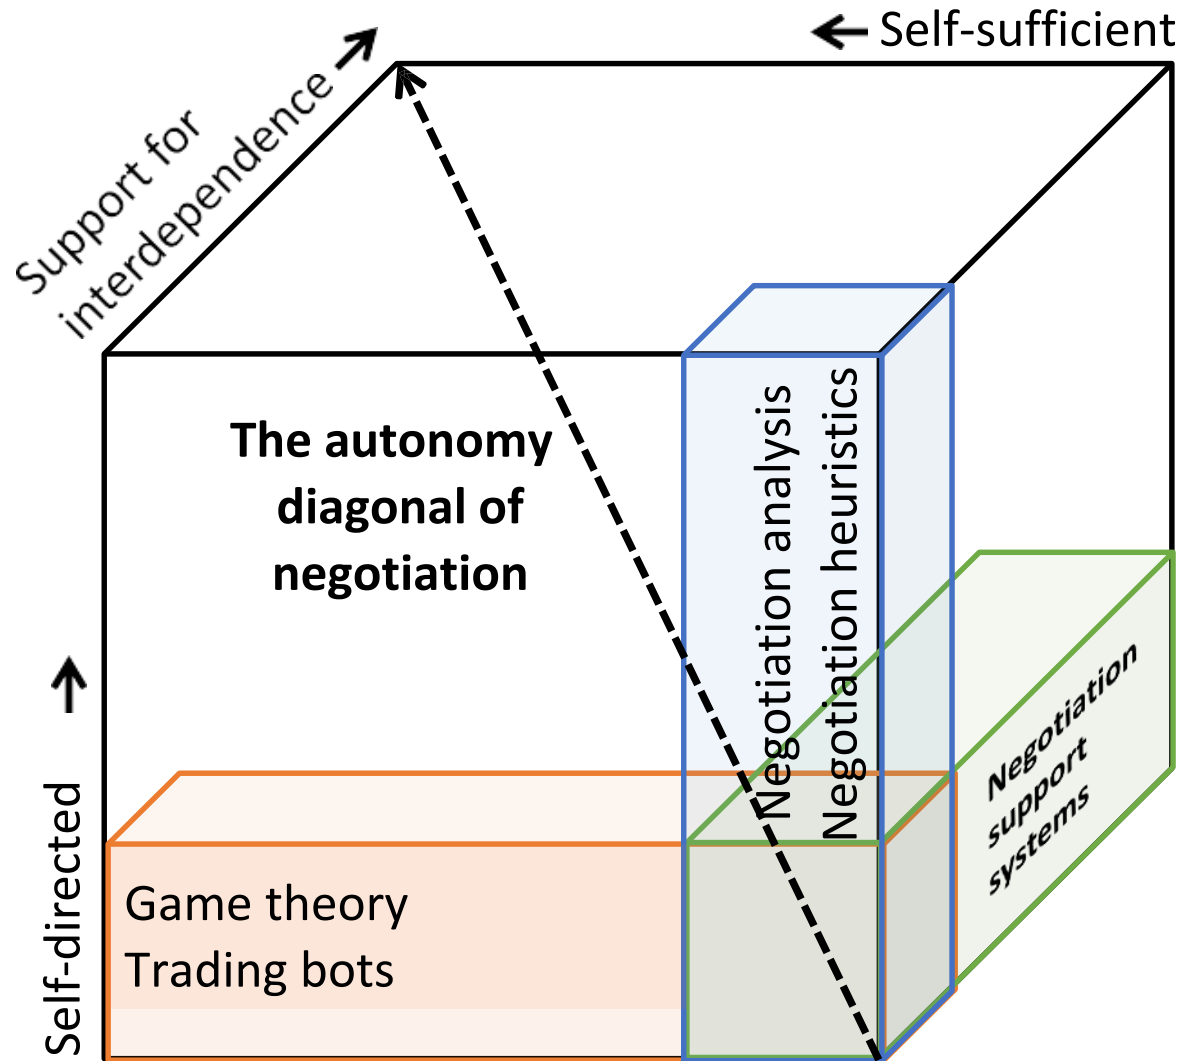 Self-sufficient
Support for
interdependence
The autonomy
diagonal of
negotiation
Negotiation analysis
Negotiation heuristics
Negotiation
support
systems
Self-directed
Game theory
Trading bots